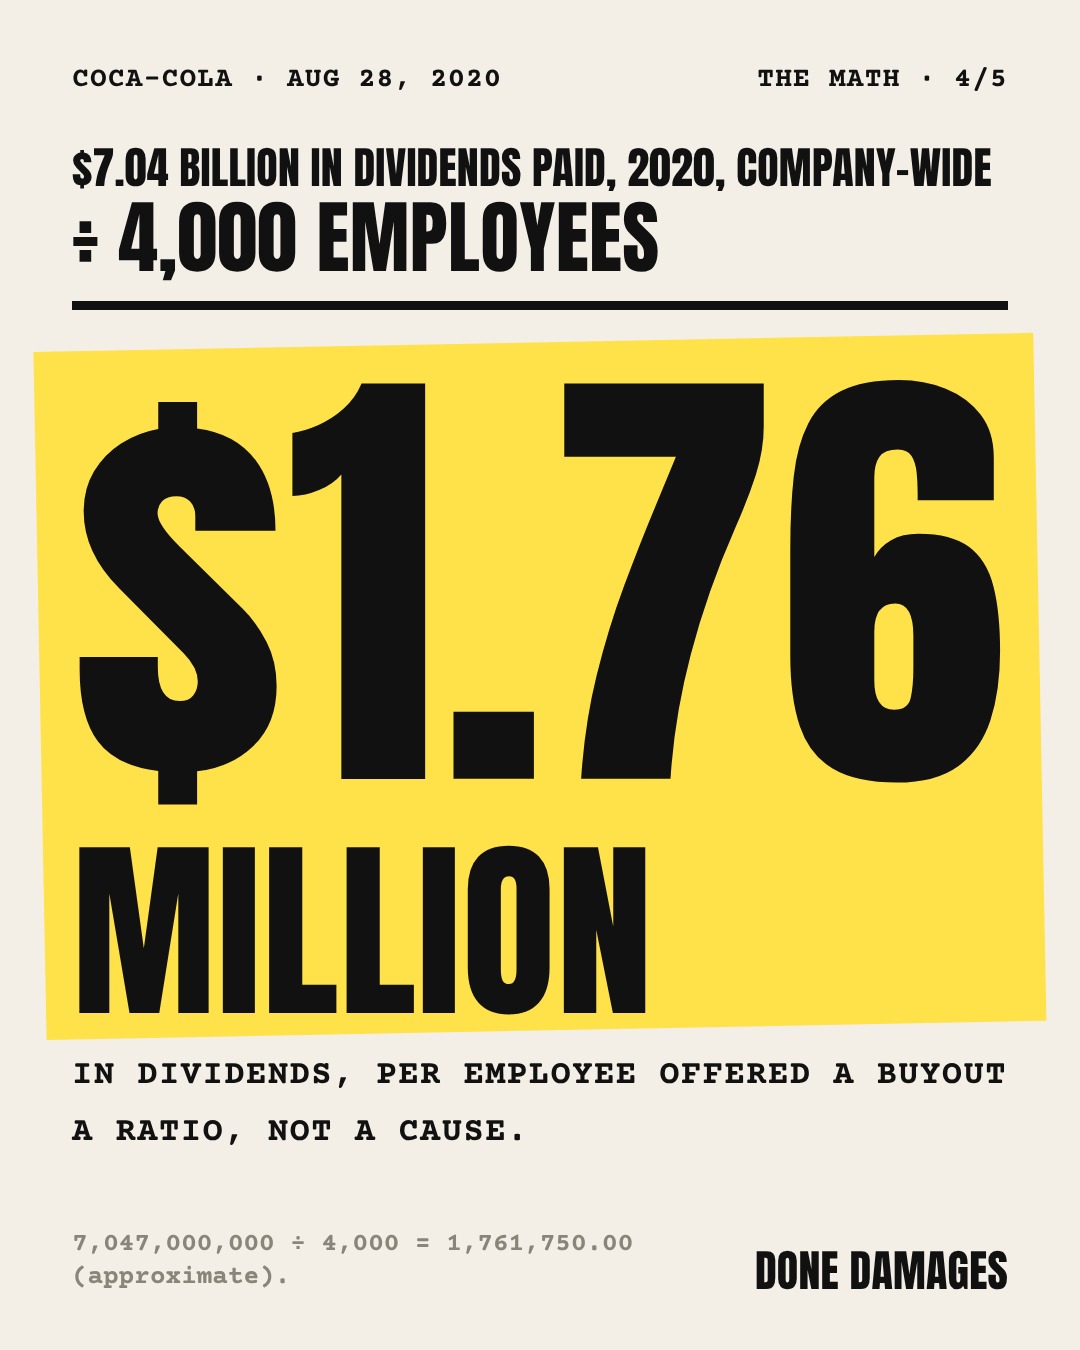 COCA-COLA · AUG 28, 2020
THE MATH · 4/5
$7.04 BILLION IN DIVIDENDS PAID, 2020, COMPANY-WIDE
÷ 4,000 EMPLOYEES
$1.76
MILLION
IN DIVIDENDS, PER EMPLOYEE OFFERED A BUYOUT
A RATIO, NOT A CAUSE.
7,047,000,000 ÷ 4,000 = 1,761,750.00
(approximate).
DONE DAMAGES